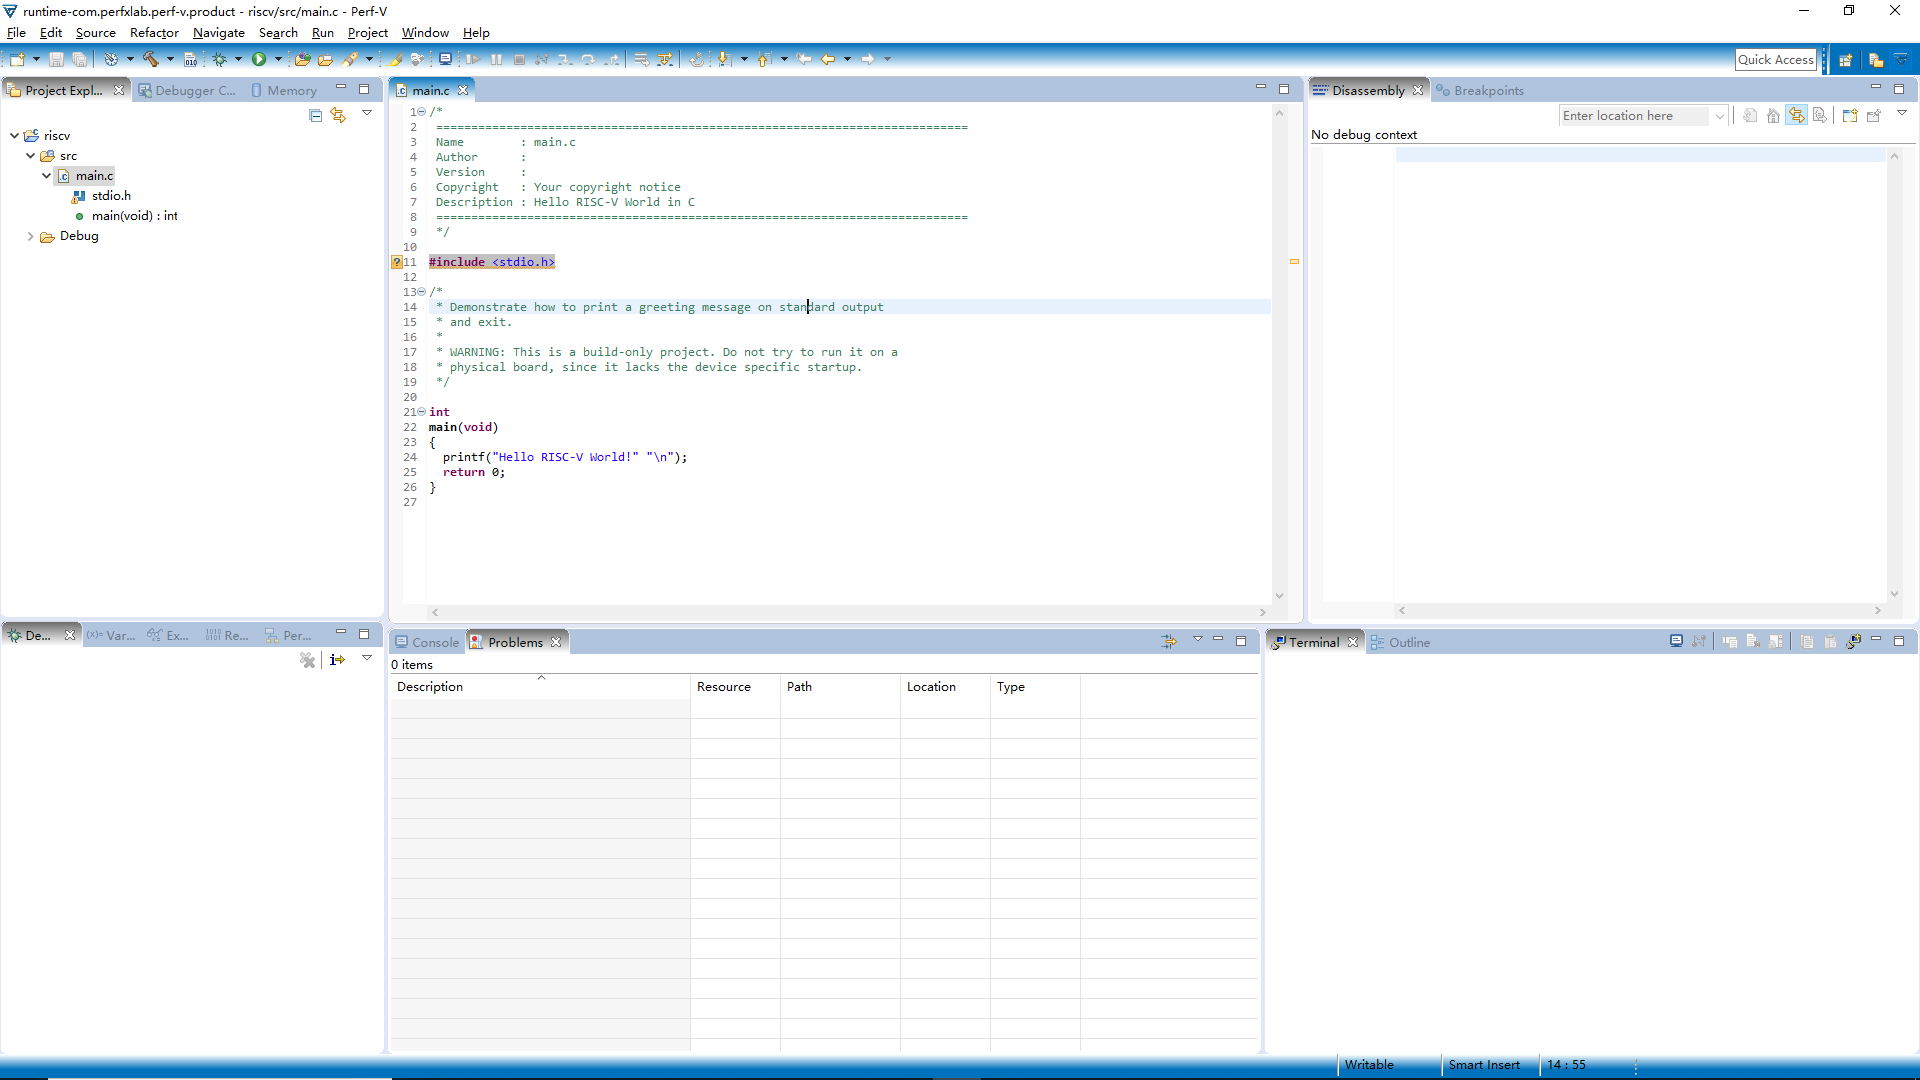 runtime-com.perfxlab.perf-v.product - riscv/src/main.c - Perf-V
File Edit Source Refactor Navigate Search Run Project Window Help
Quick Access
Project Expl... Debugger C... Memory
riscv
src
main.c
stdio.h
main(void) : int
Debug
main.c
1 /*
2 ============================================================================
3 Name        : main.c
4 Author      :
5 Version     :
6 Copyright   : Your copyright notice
7 Description : Hello RISC-V World in C
8 ============================================================================
9 */
10
11 #include <stdio.h>
12
13 /*
14 * Demonstrate how to print a greeting message on standard output
15 * and exit.
16 *
17 * WARNING: This is a build-only project. Do not try to run it on a
18 * physical board, since it lacks the device specific startup.
19 */
20
21 int
22 main(void)
23 {
24 printf("Hello RISC-V World!" "\n");
25 return 0;
26 }
27
Disassembly Breakpoints
Enter location here
No debug context
De... (x)= Var... Ex... Re... Per...
Console Problems
0 items
Description Resource Path Location Type
Terminal Outline
Writable Smart Insert 14 : 55